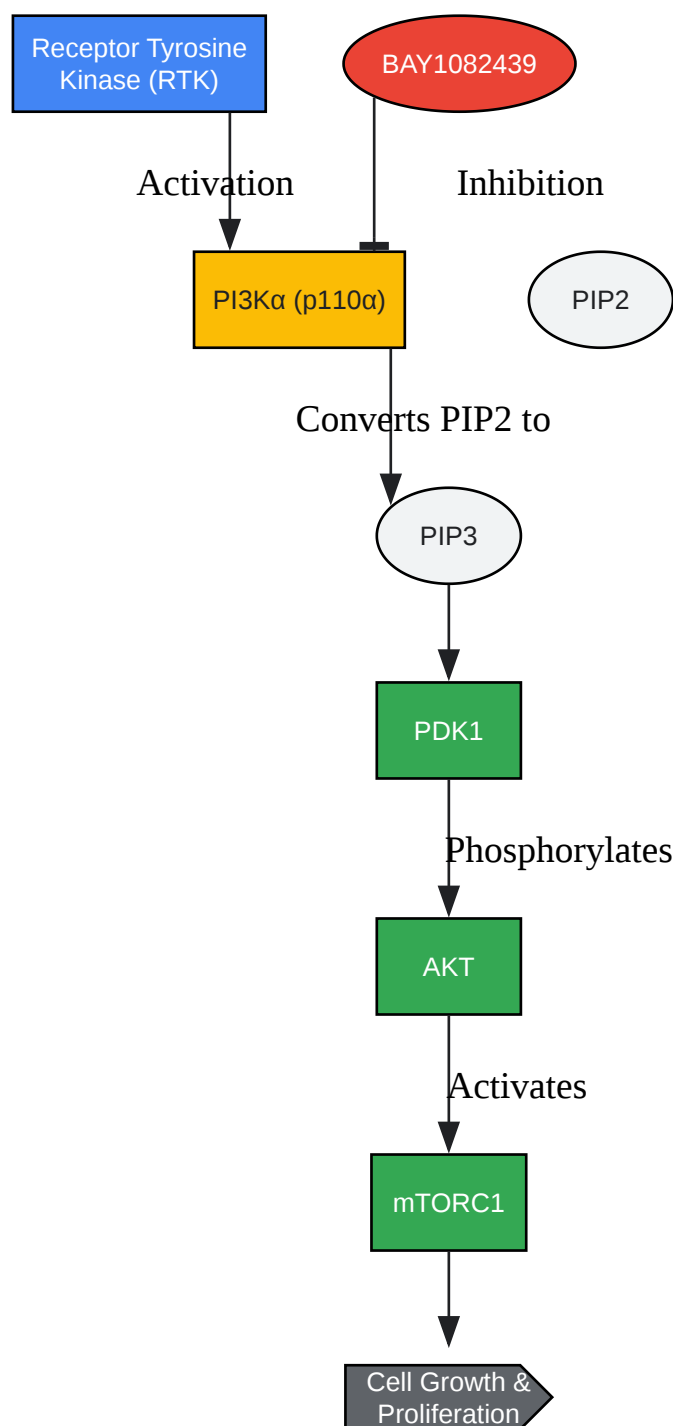 Receptor Tyrosine
Kinase (RTK)
BAY1082439
Activation
Inhibition
PI3Kα (p110α)
PIP2
Converts PIP2 to
PIP3
PDK1
Phosphorylates
AKT
Activates
mTORC1
Cell Growth &
Proliferation